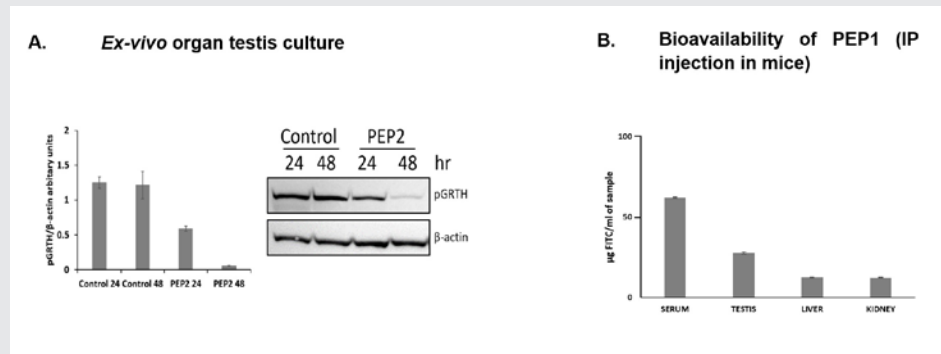 A. Ex-vivo organ testis culture
pGRTH/β-actin arbitary units
2
1.5
1
0.5
0
Control 24 Control 48 PEP2 24 PEP2 48
Control PEP2
24 48 24 48 hr
pGRTH
β-actin
B. Bioavailability of PEP1 (IP
injection in mice)
µg FITC/ml of sample
100
50
0
SERUM TESTIS LIVER KIDNEY